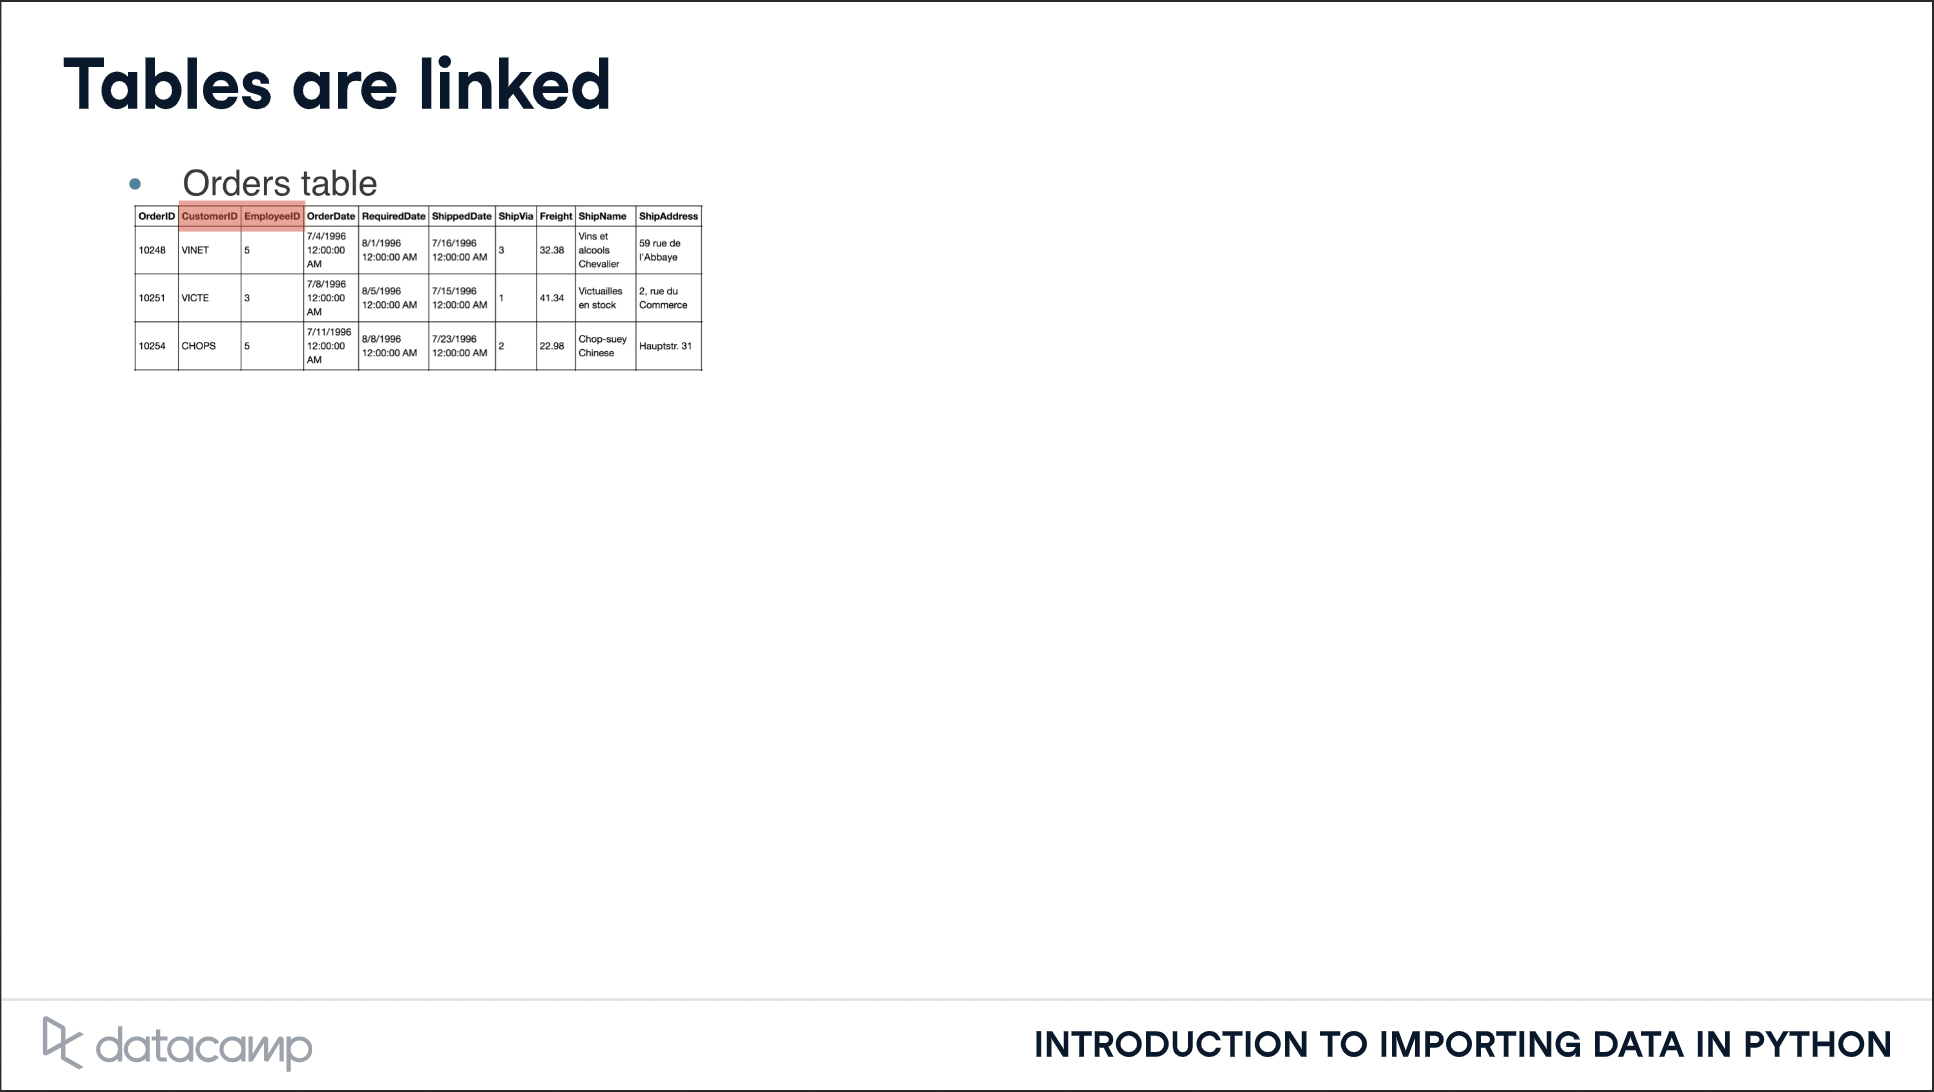 Tables are linked
• Orders table
OrderID CustomerID EmployeeID OrderDate RequiredDate ShippedDate ShipVia Freight ShipName ShipAddress
10248 VINET 5 7/4/1996 12:00:00 AM 8/1/1996 12:00:00 AM 7/16/1996 12:00:00 AM 3 32.38 Vins et alcools Chevalier 59 rue de l'Abbaye
10251 VICTE 3 7/8/1996 12:00:00 AM 8/5/1996 12:00:00 AM 7/15/1996 12:00:00 AM 1 41.34 Victuailles en stock 2, rue du Commerce
10254 CHOPS 5 7/11/1996 12:00:00 AM 8/8/1996 12:00:00 AM 7/23/1996 12:00:00 AM 2 22.98 Chop-suey Chinese Hauptstr. 31
datacamp
INTRODUCTION TO IMPORTING DATA IN PYTHON